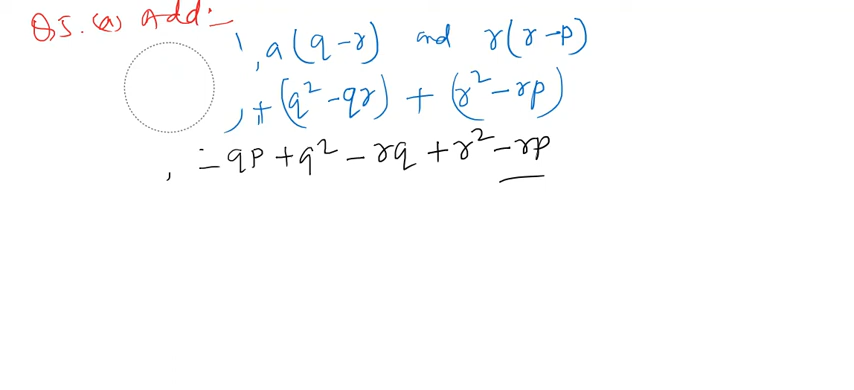 Q.5. (a) Add:-
, q(q-r) and r(r-p)
, + (q² - qr) + (r² - rp)
, = qp + q² - rq + r² - rp